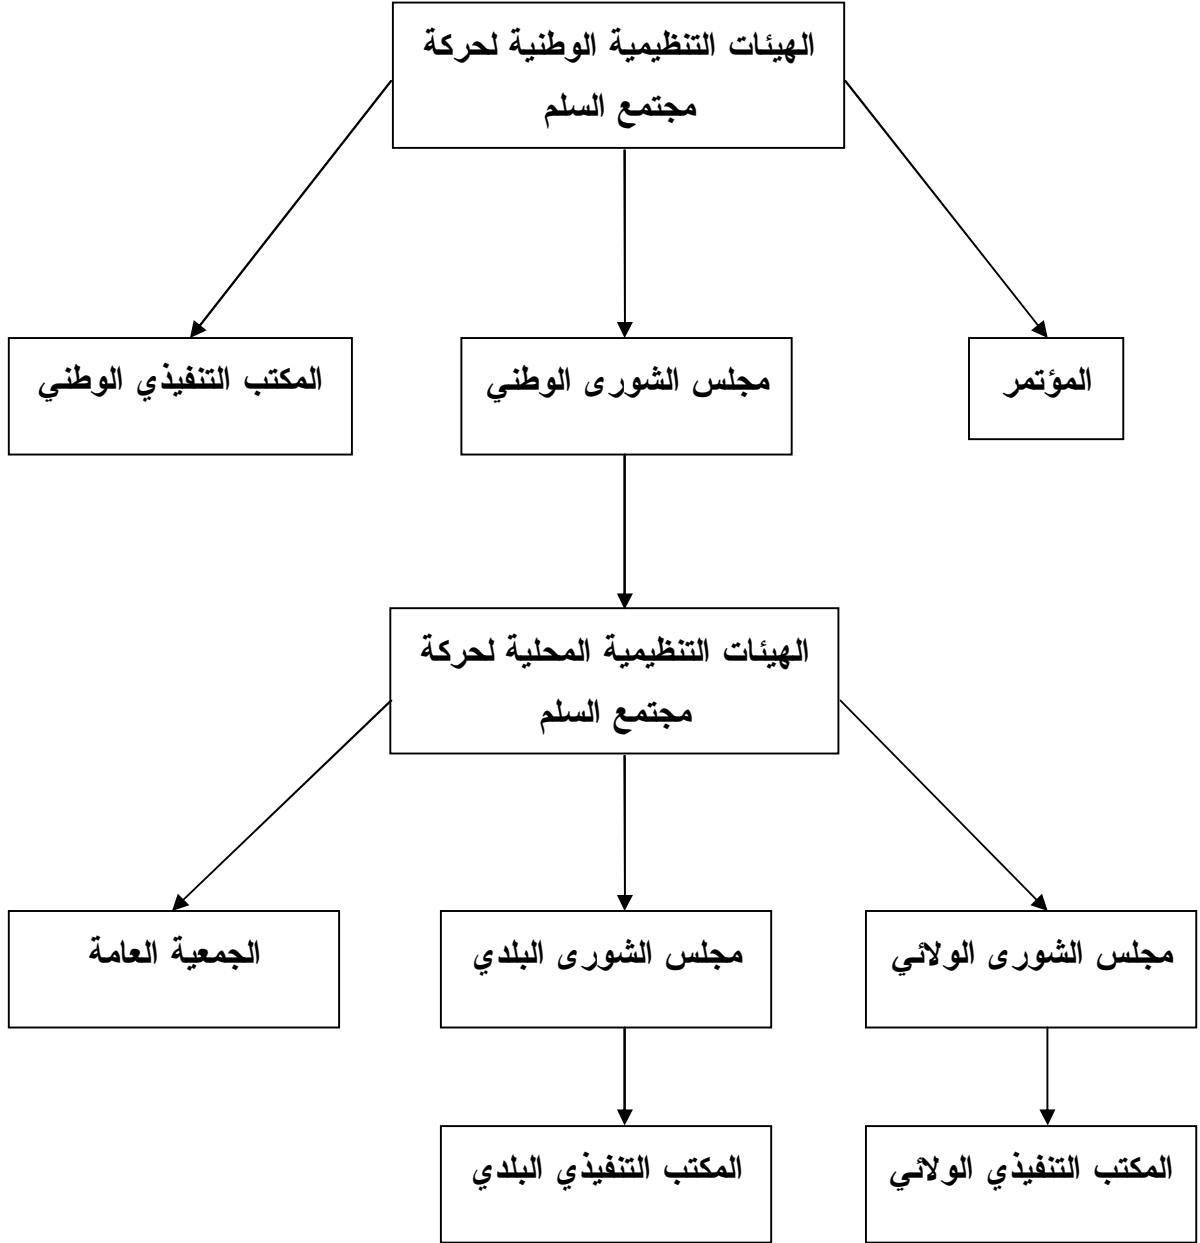 الهيئات التنظيمية الوطنية لحركة
مجتمع السلم
المؤتمر
مجلس الشورى الوطني
المكتب التنفيذي الوطني
الهيئات التنظيمية المحلية لحركة
مجتمع السلم
مجلس الشورى الولائي
مجلس الشورى البلدي
الجمعية العامة
المكتب التنفيذي الولائي
المكتب التنفيذي البلدي